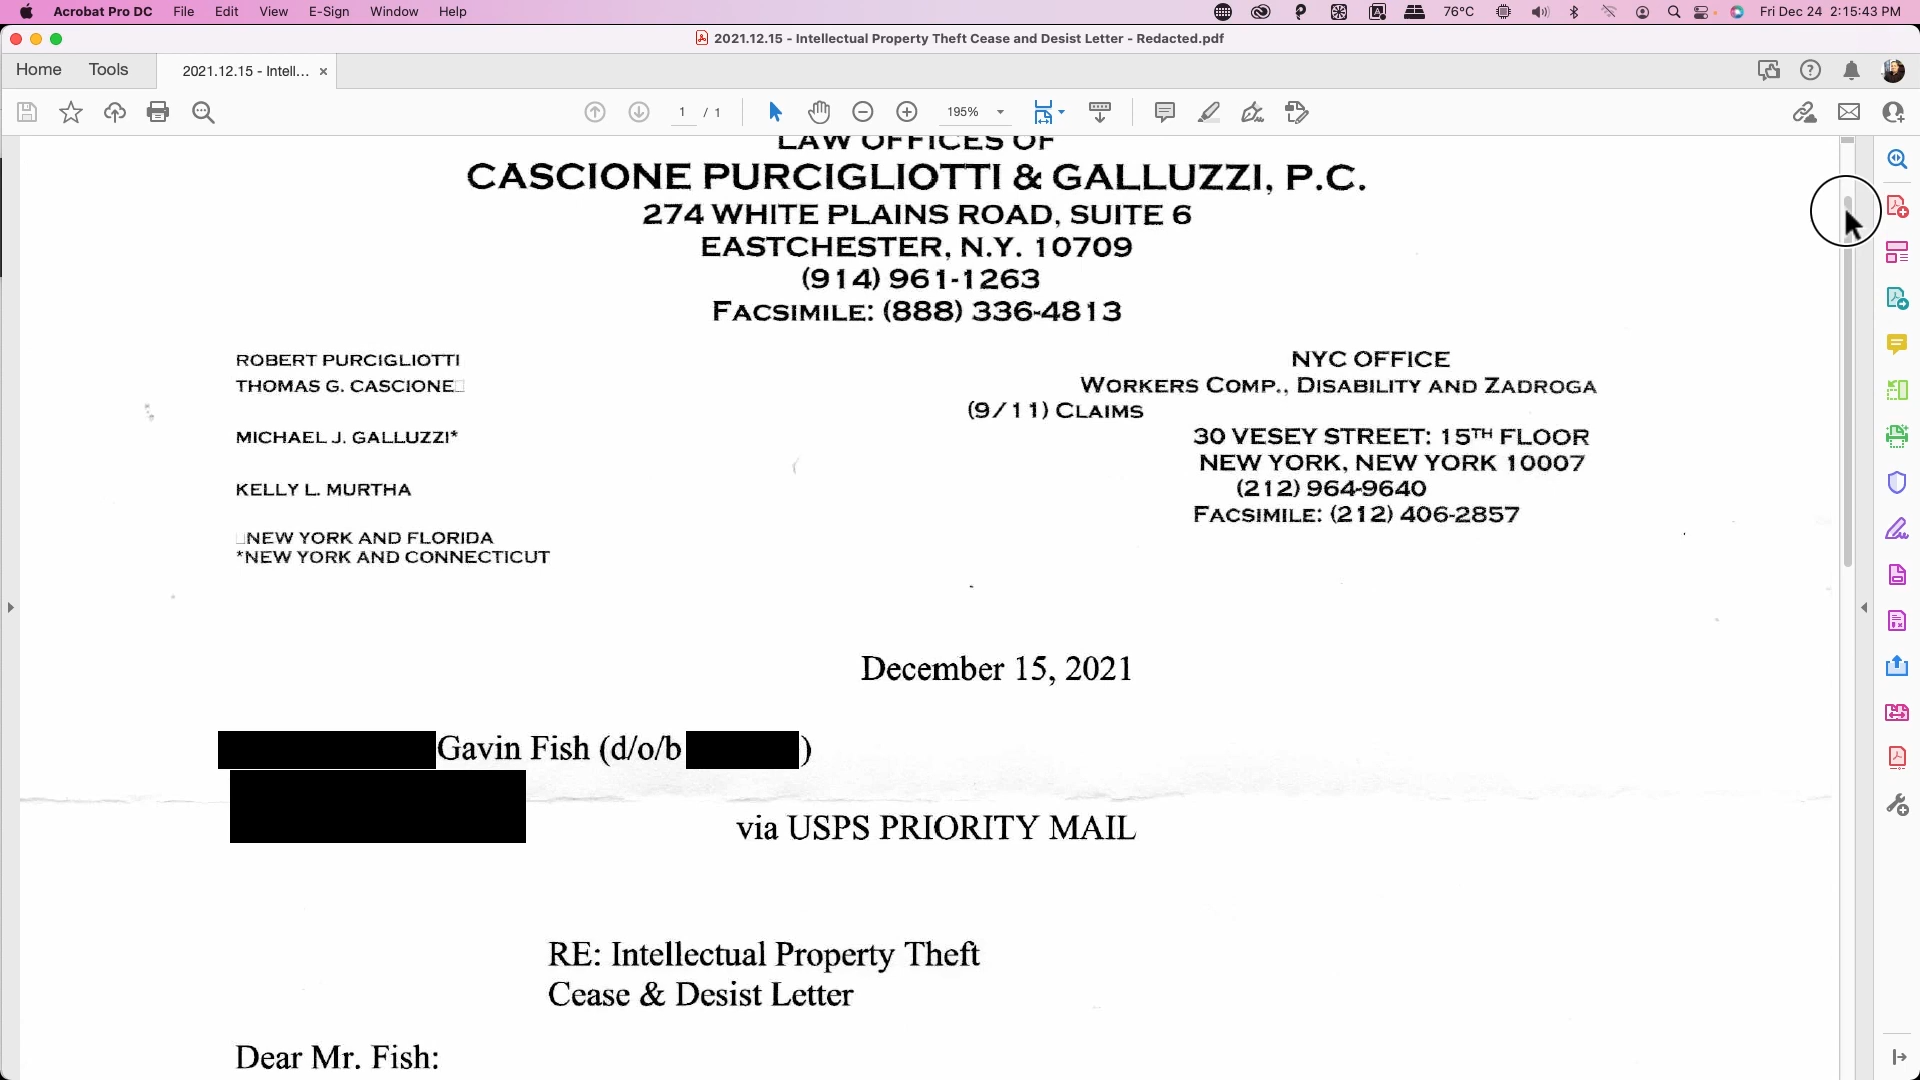 Acrobat Pro DC File Edit View E-Sign Window Help 76°C Fri Dec 24 2:15:43 PM
2021.12.15 - Intellectual Property Theft Cease and Desist Letter - Redacted.pdf
Home Tools 2021.12.15 - Intell... ×
1 / 1 195%
LAW OFFICES OF
CASCIONE PURCIGLIOTTI & GALLUZZI, P.C.
274 WHITE PLAINS ROAD, SUITE 6
EASTCHESTER, N.Y. 10709
(914) 961-1263
FACSIMILE: (888) 336-4813
ROBERT PURCIGLIOTTI
THOMAS G. CASCIONE□
MICHAEL J. GALLUZZI*
KELLY L. MURTHA
□NEW YORK AND FLORIDA
*NEW YORK AND CONNECTICUT
NYC OFFICE
WORKERS COMP., DISABILITY AND ZADROGA
(9/11) CLAIMS
30 VESEY STREET: 15TH FLOOR
NEW YORK, NEW YORK 10007
(212) 964-9640
FACSIMILE: (212) 406-2857
December 15, 2021
Gavin Fish (d/o/b )
via USPS PRIORITY MAIL
RE: Intellectual Property Theft
Cease & Desist Letter
Dear Mr. Fish: